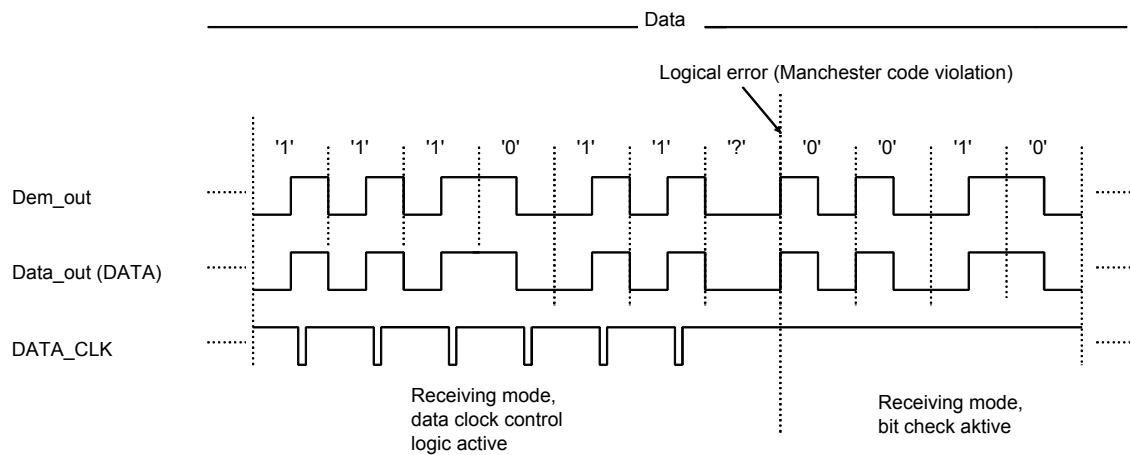 Data
Logical error (Manchester code violation)
'1' '1' '1' '0' '1' '1' '?' '0' '0' '1' '0'
Dem_out
Data_out (DATA)
DATA_CLK
Receiving mode,
data clock control
logic active
Receiving mode,
bit check aktive